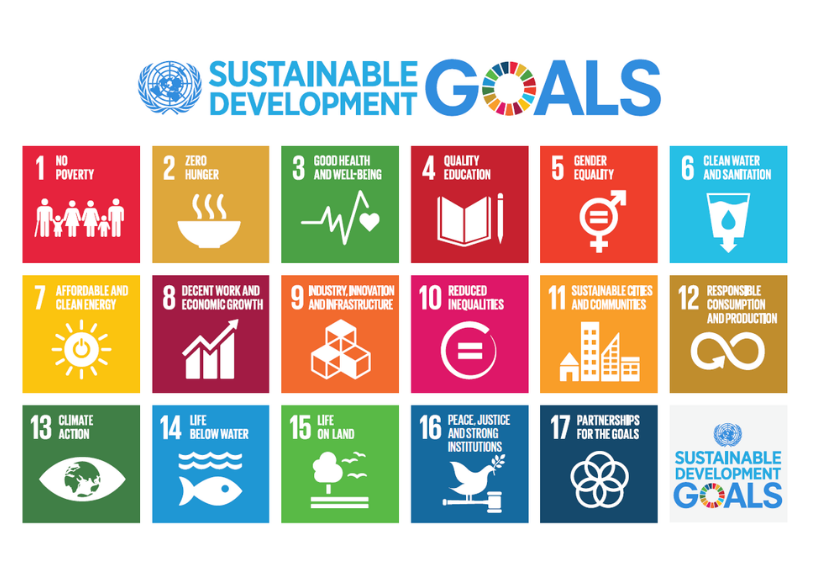 SUSTAINABLE
DEVELOPMENT
GOALS
1 NO
POVERTY
2 ZERO
HUNGER
3 GOOD HEALTH
AND WELL-BEING
4 QUALITY
EDUCATION
5 GENDER
EQUALITY
6 CLEAN WATER
AND SANITATION
7 AFFORDABLE AND
CLEAN ENERGY
8 DECENT WORK AND
ECONOMIC GROWTH
9 INDUSTRY, INNOVATION
AND INFRASTRUCTURE
10 REDUCED
INEQUALITIES
11 SUSTAINABLE CITIES
AND COMMUNITIES
12 RESPONSIBLE
CONSUMPTION
AND PRODUCTION
13 CLIMATE
ACTION
14 LIFE
BELOW WATER
15 LIFE
ON LAND
16 PEACE, JUSTICE
AND STRONG
INSTITUTIONS
17 PARTNERSHIPS
FOR THE GOALS
SUSTAINABLE
DEVELOPMENT
GOALS